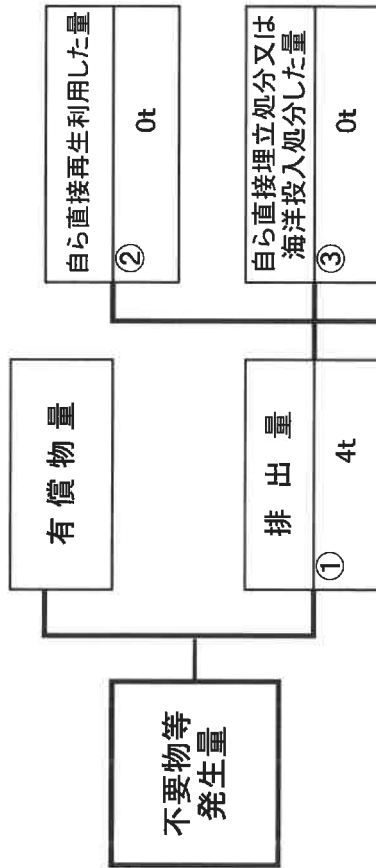 不要物等
発生量
有償物量
排出量
①
4t
自ら直接再生利用した量
②
0t
自ら直接埋立処分又は
海洋投入処分した量
③
0t